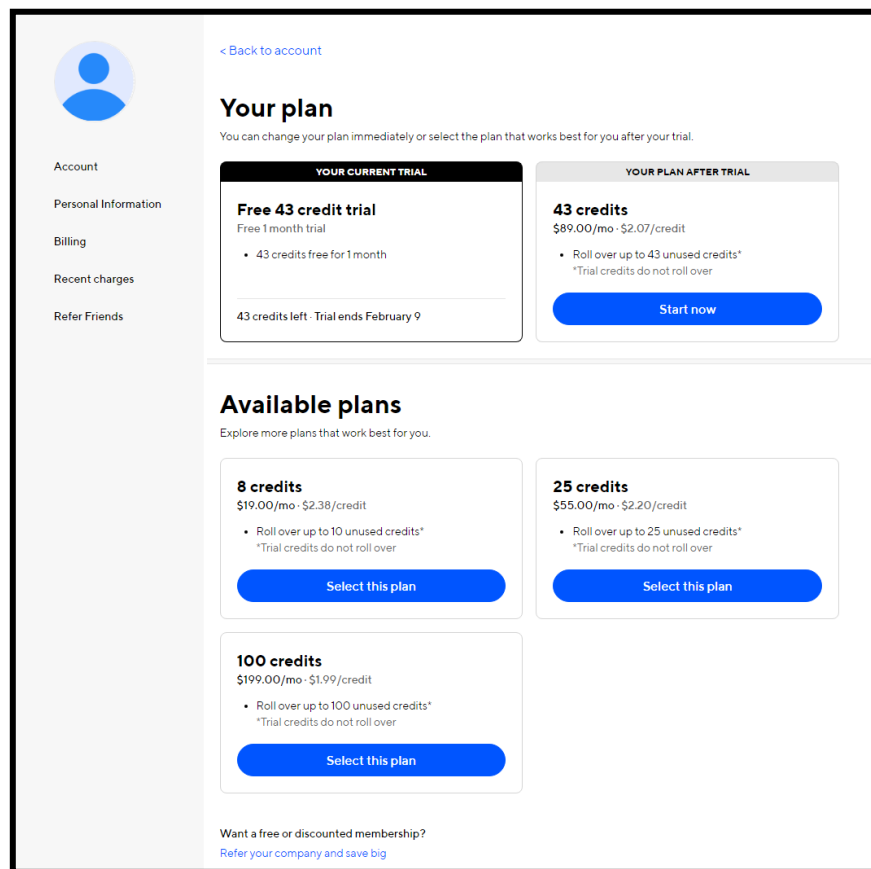 < Back to account
Your plan
You can change your plan immediately or select the plan that works best for you after your trial.
Account
Personal Information
Billing
Recent charges
Refer Friends
YOUR CURRENT TRIAL
Free 43 credit trial
Free 1 month trial
• 43 credits free for 1 month
43 credits left · Trial ends February 9
YOUR PLAN AFTER TRIAL
43 credits
$89.00/mo · $2.07/credit
• Roll over up to 43 unused credits*
*Trial credits do not roll over
Start now
Available plans
Explore more plans that work best for you.
8 credits
$19.00/mo · $2.38/credit
• Roll over up to 10 unused credits*
*Trial credits do not roll over
Select this plan
25 credits
$55.00/mo · $2.20/credit
• Roll over up to 25 unused credits*
*Trial credits do not roll over
Select this plan
100 credits
$199.00/mo · $1.99/credit
• Roll over up to 100 unused credits*
*Trial credits do not roll over
Select this plan
Want a free or discounted membership?
Refer your company and save big